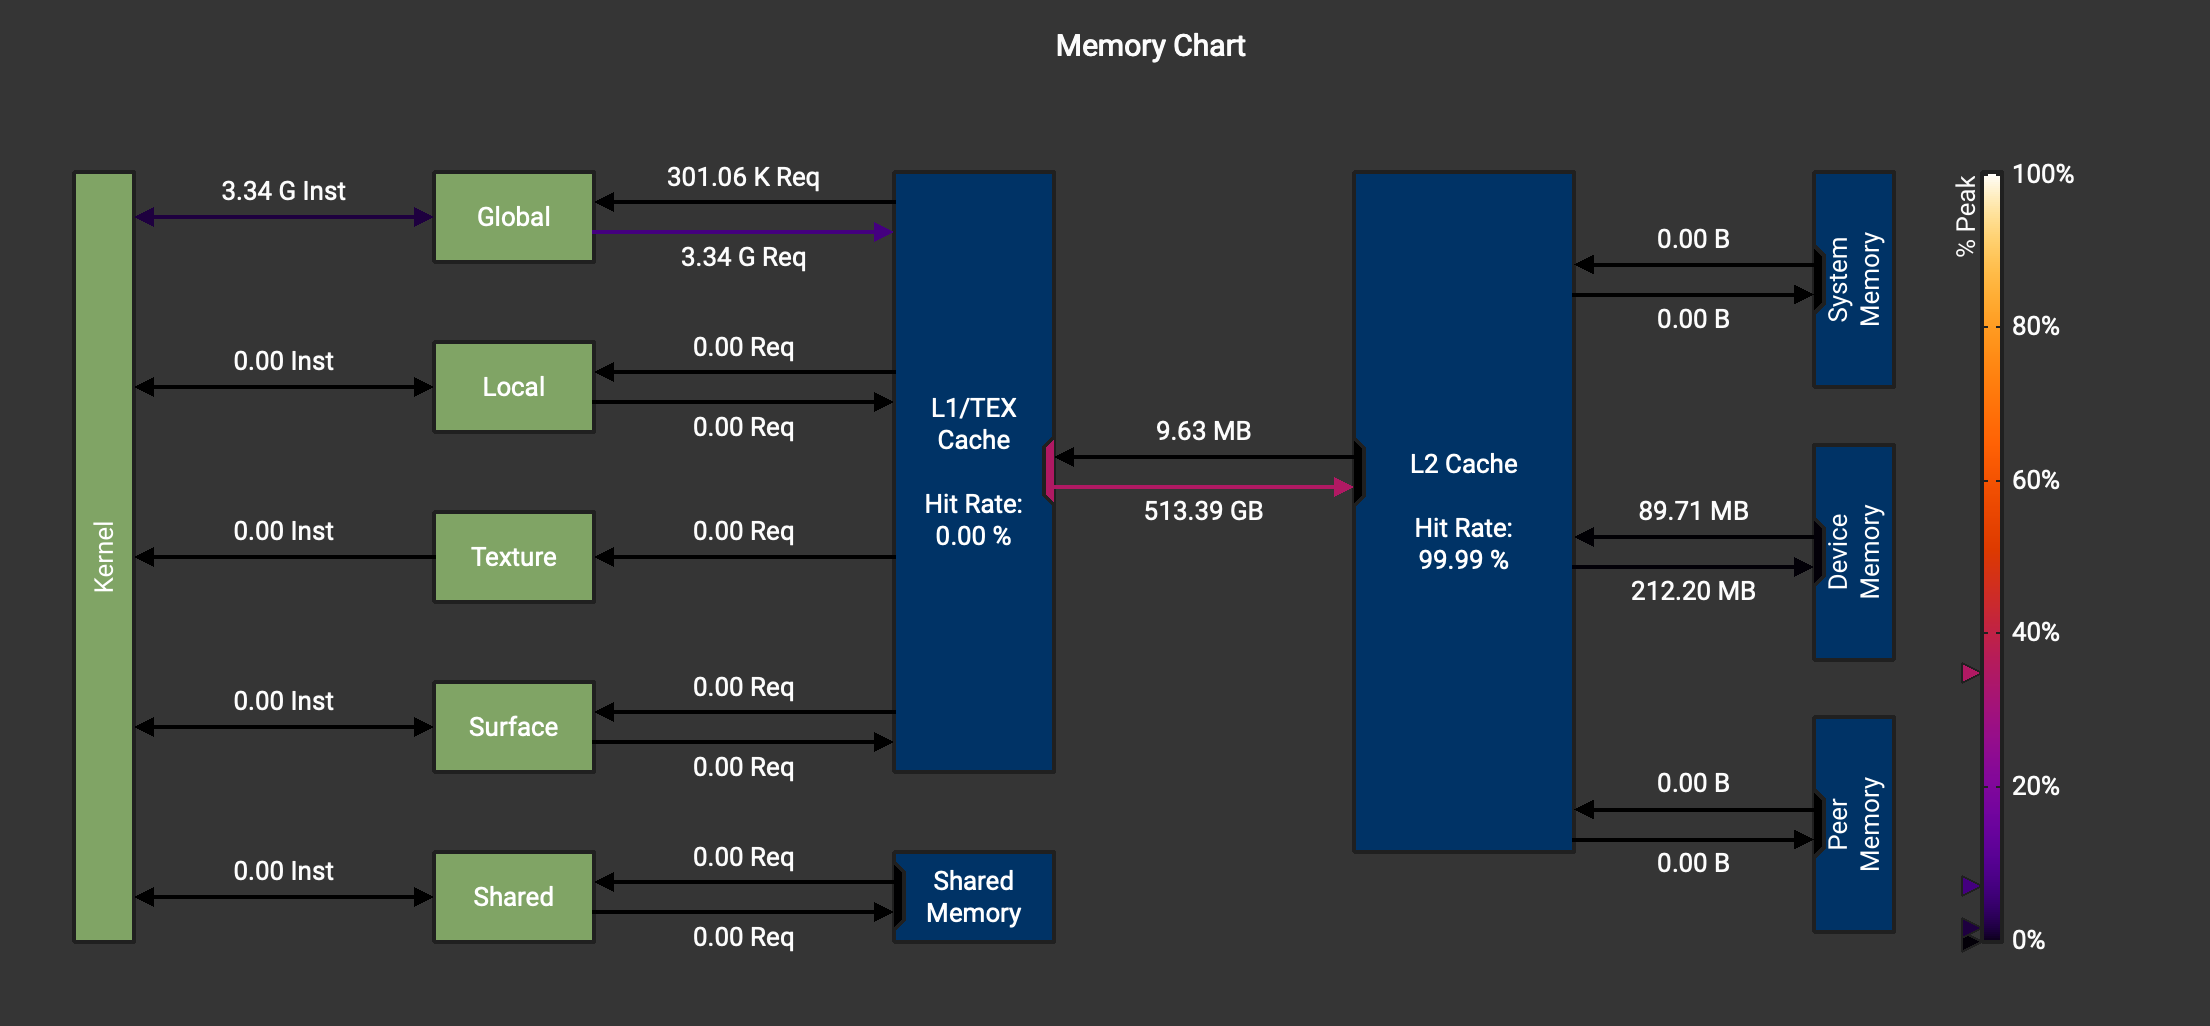 Memory Chart
Kernel
3.34 G Inst
0.00 Inst
0.00 Inst
0.00 Inst
0.00 Inst
Global
Local
Texture
Surface
Shared
301.06 K Req
3.34 G Req
0.00 Req
0.00 Req
0.00 Req
0.00 Req
0.00 Req
0.00 Req
0.00 Req
L1/TEX
Cache
Hit Rate:
0.00 %
Shared
Memory
9.63 MB
513.39 GB
L2 Cache
Hit Rate:
99.99 %
0.00 B
0.00 B
89.71 MB
212.20 MB
0.00 B
0.00 B
System
Memory
Device
Memory
Peer
Memory
% Peak
100%
80%
60%
40%
20%
0%